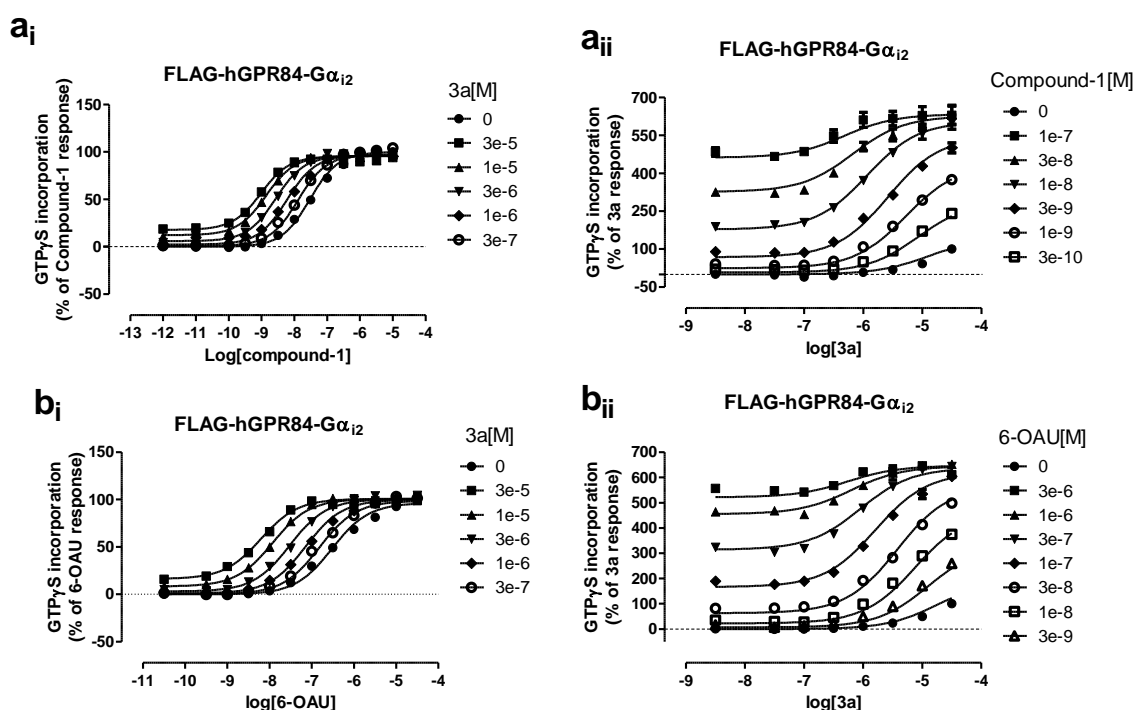 ai
FLAG-hGPR84-Gαi2
GTPγS incorporation
(% of Compound-1 response)
150
100
50
0
50
-13 -12 -11 -10 -9 -8 -7 -6 -5 -4
Log[compound-1]
3a[M]
0
3e-5
1e-5
3e-6
1e-6
3e-7
aii
FLAG-hGPR84-Gαi2
GTPγS incorporation
(% of 3a response)
700
550
400
250
100
-50
-9 -8 -7 -6 -5 -4
log[3a]
Compound-1[M]
0
1e-7
3e-8
1e-8
3e-9
1e-9
3e-10
bi
FLAG-hGPR84-Gαi2
GTPγS incorporation
(% of 6-OAU response)
150
100
50
0
50
-11 -10 -9 -8 -7 -6 -5 -4
log[6-OAU]
3a[M]
0
3e-5
1e-5
3e-6
1e-6
3e-7
bii
FLAG-hGPR84-Gαi2
GTPγS incorporation
(% of 3a response)
700
600
500
400
300
200
100
0
-9 -8 -7 -6 -5 -4
log[3a]
6-OAU[M]
0
3e-6
1e-6
3e-7
1e-7
3e-8
1e-8
3e-9